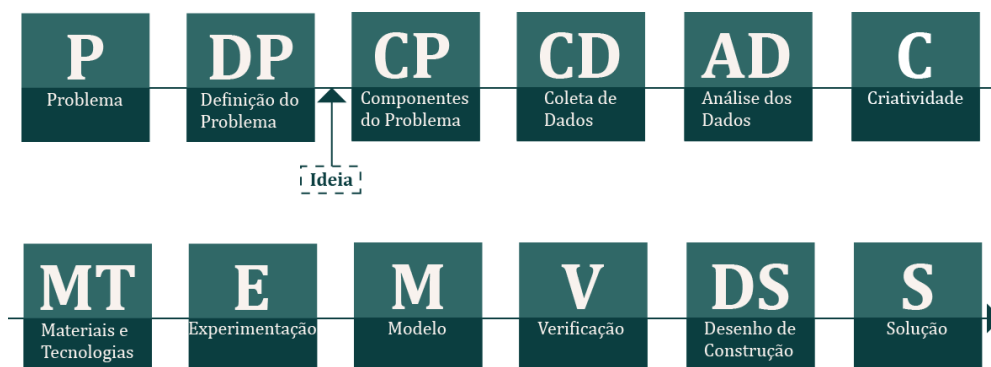 P
Problema
DP
Definição do
Problema
CP
Componentes
do Problema
CD
Coleta de
Dados
AD
Análise dos
Dados
C
Criatividade
Ideia
MT
Materiais e
Tecnologias
E
Experimentação
M
Modelo
V
Verificação
DS
Desenho de
Construção
S
Solução